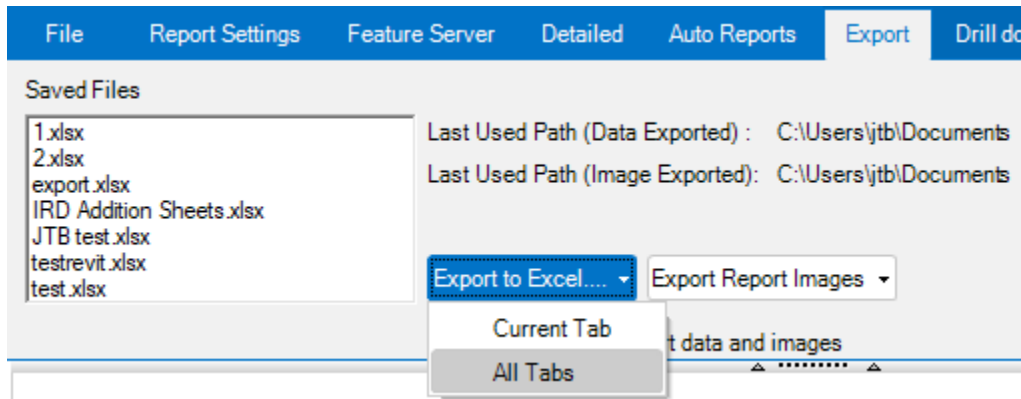 File Report Settings Feature Server Detailed Auto Reports Export Drill do
Saved Files
1.xlsx
2.xlsx
export.xlsx
IRD Addition Sheets.xlsx
JTB test.xlsx
testrevit.xlsx
test.xlsx
Last Used Path (Data Exported) : C:\Users\jtb\Documents
Last Used Path (Image Exported): C:\Users\jtb\Documents
Export to Excel.... Export Report Images
Current Tab
All Tabs
t data and images